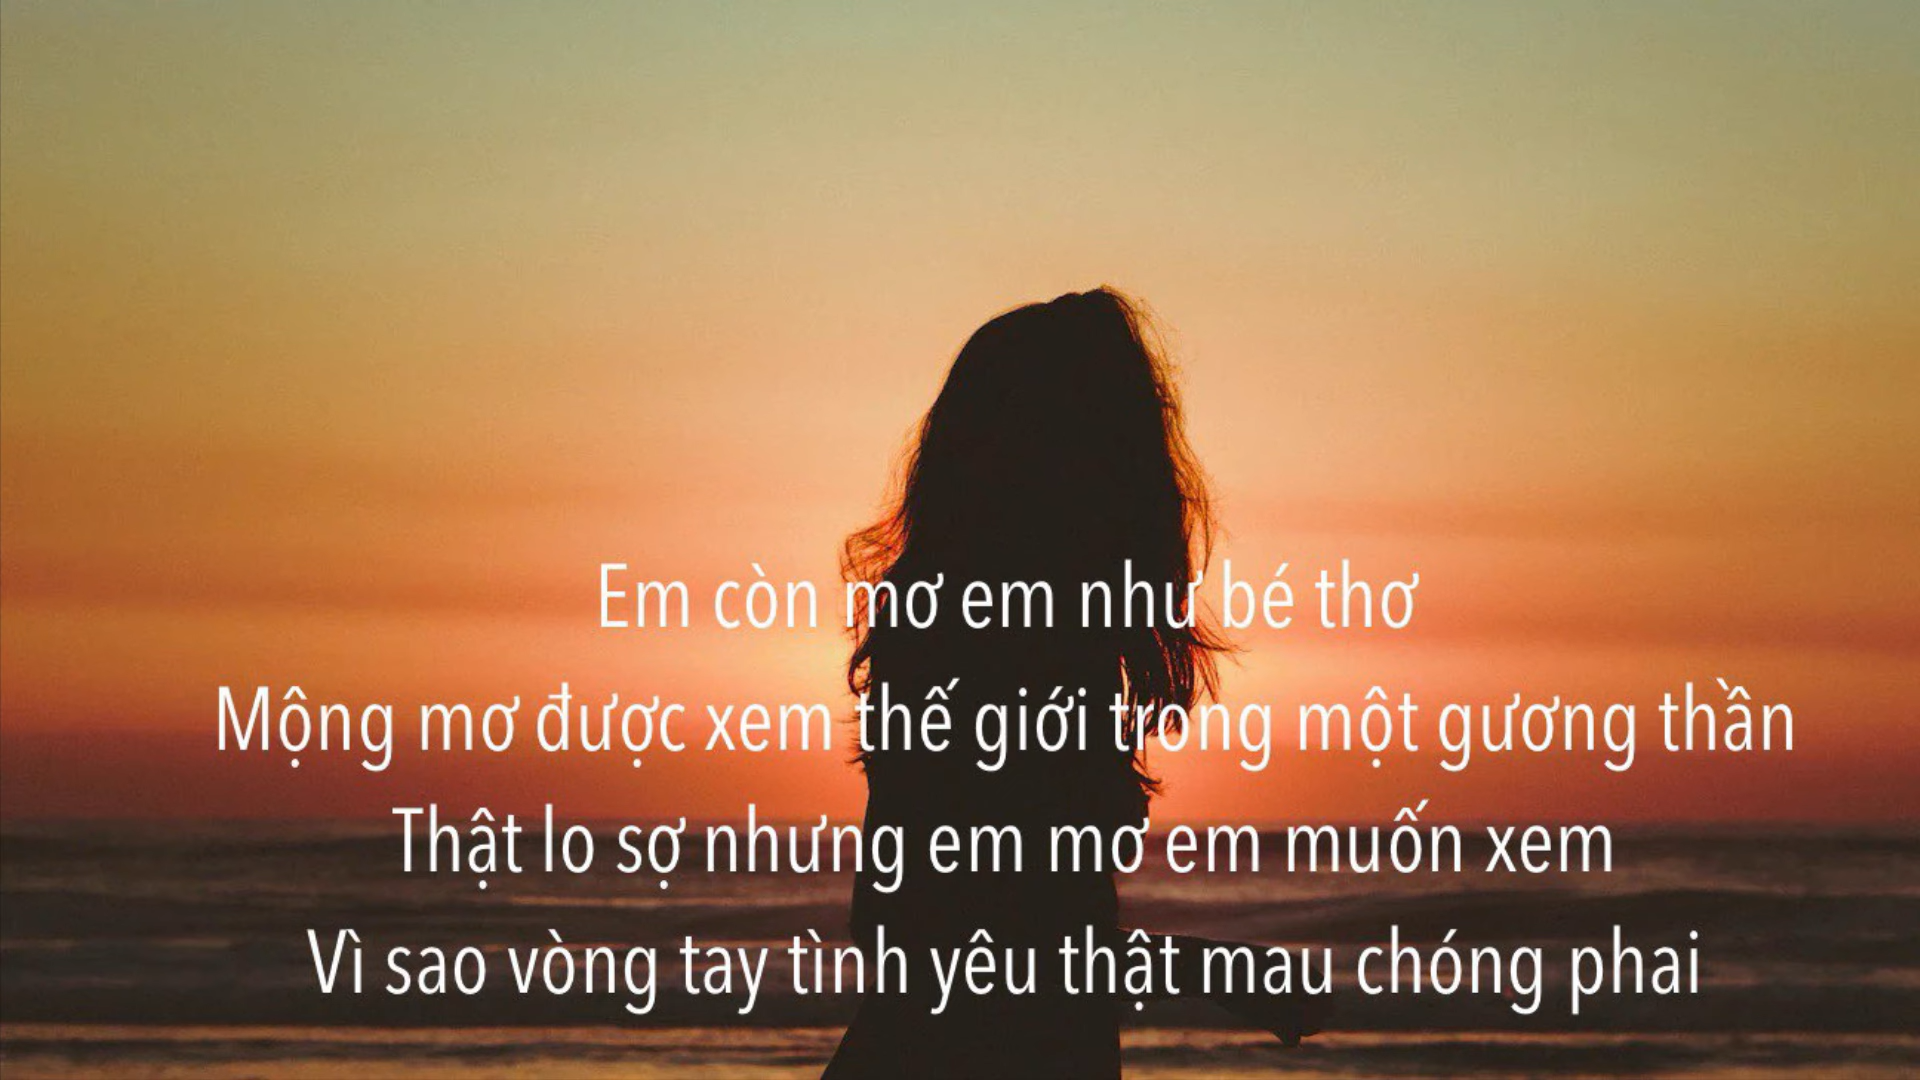 Em còn mơ em như bé thơ
Mộng mơ được xem thế giới trong một gương thần
Thật lo sợ nhưng em mơ em muốn xem
Vì sao vòng tay tình yêu thật mau chóng phai